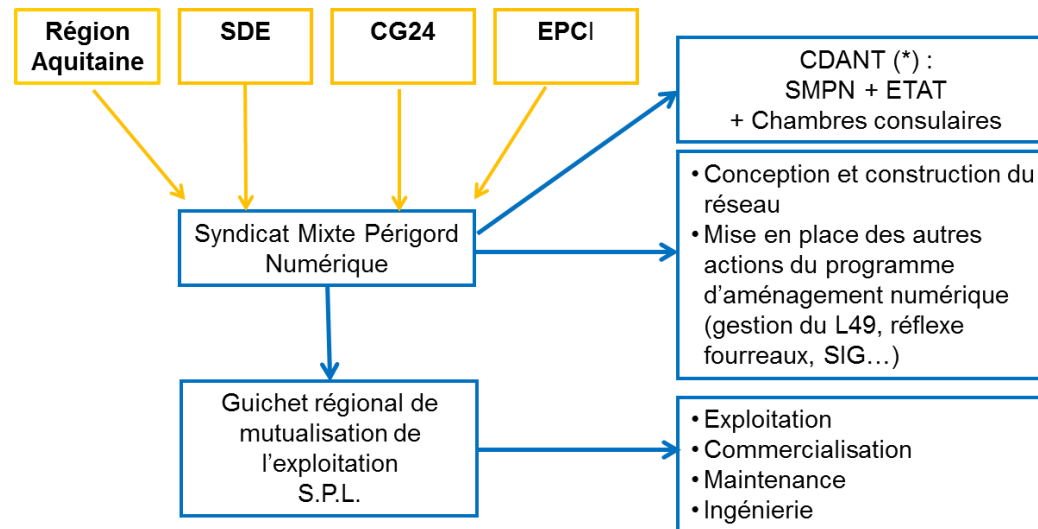 Région
Aquitaine
SDE
CG24
EPCI
CDANT (*) :
SMPN + ETAT
+ Chambres consulaires
Syndicat Mixte Périgord
Numérique
• Conception et construction du
réseau
• Mise en place des autres
actions du programme
d’aménagement numérique
(gestion du L49, réflexe
fourreaux, SIG…)
Guichet régional de
mutualisation de
l’exploitation
S.P.L.
• Exploitation
• Commercialisation
• Maintenance
• Ingénierie